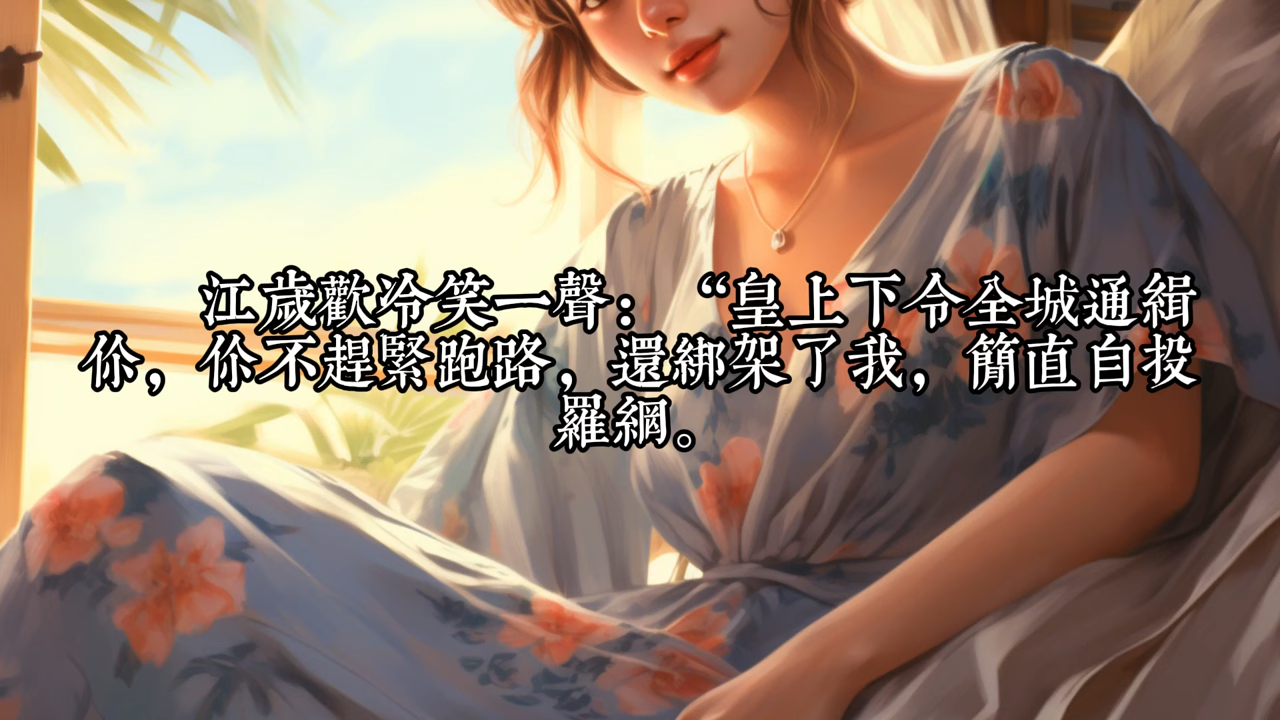 江歲歡冷笑一聲：“皇上下令全城通緝
你，你不趕緊跑路，還綁架了我，簡直自投
羅網。